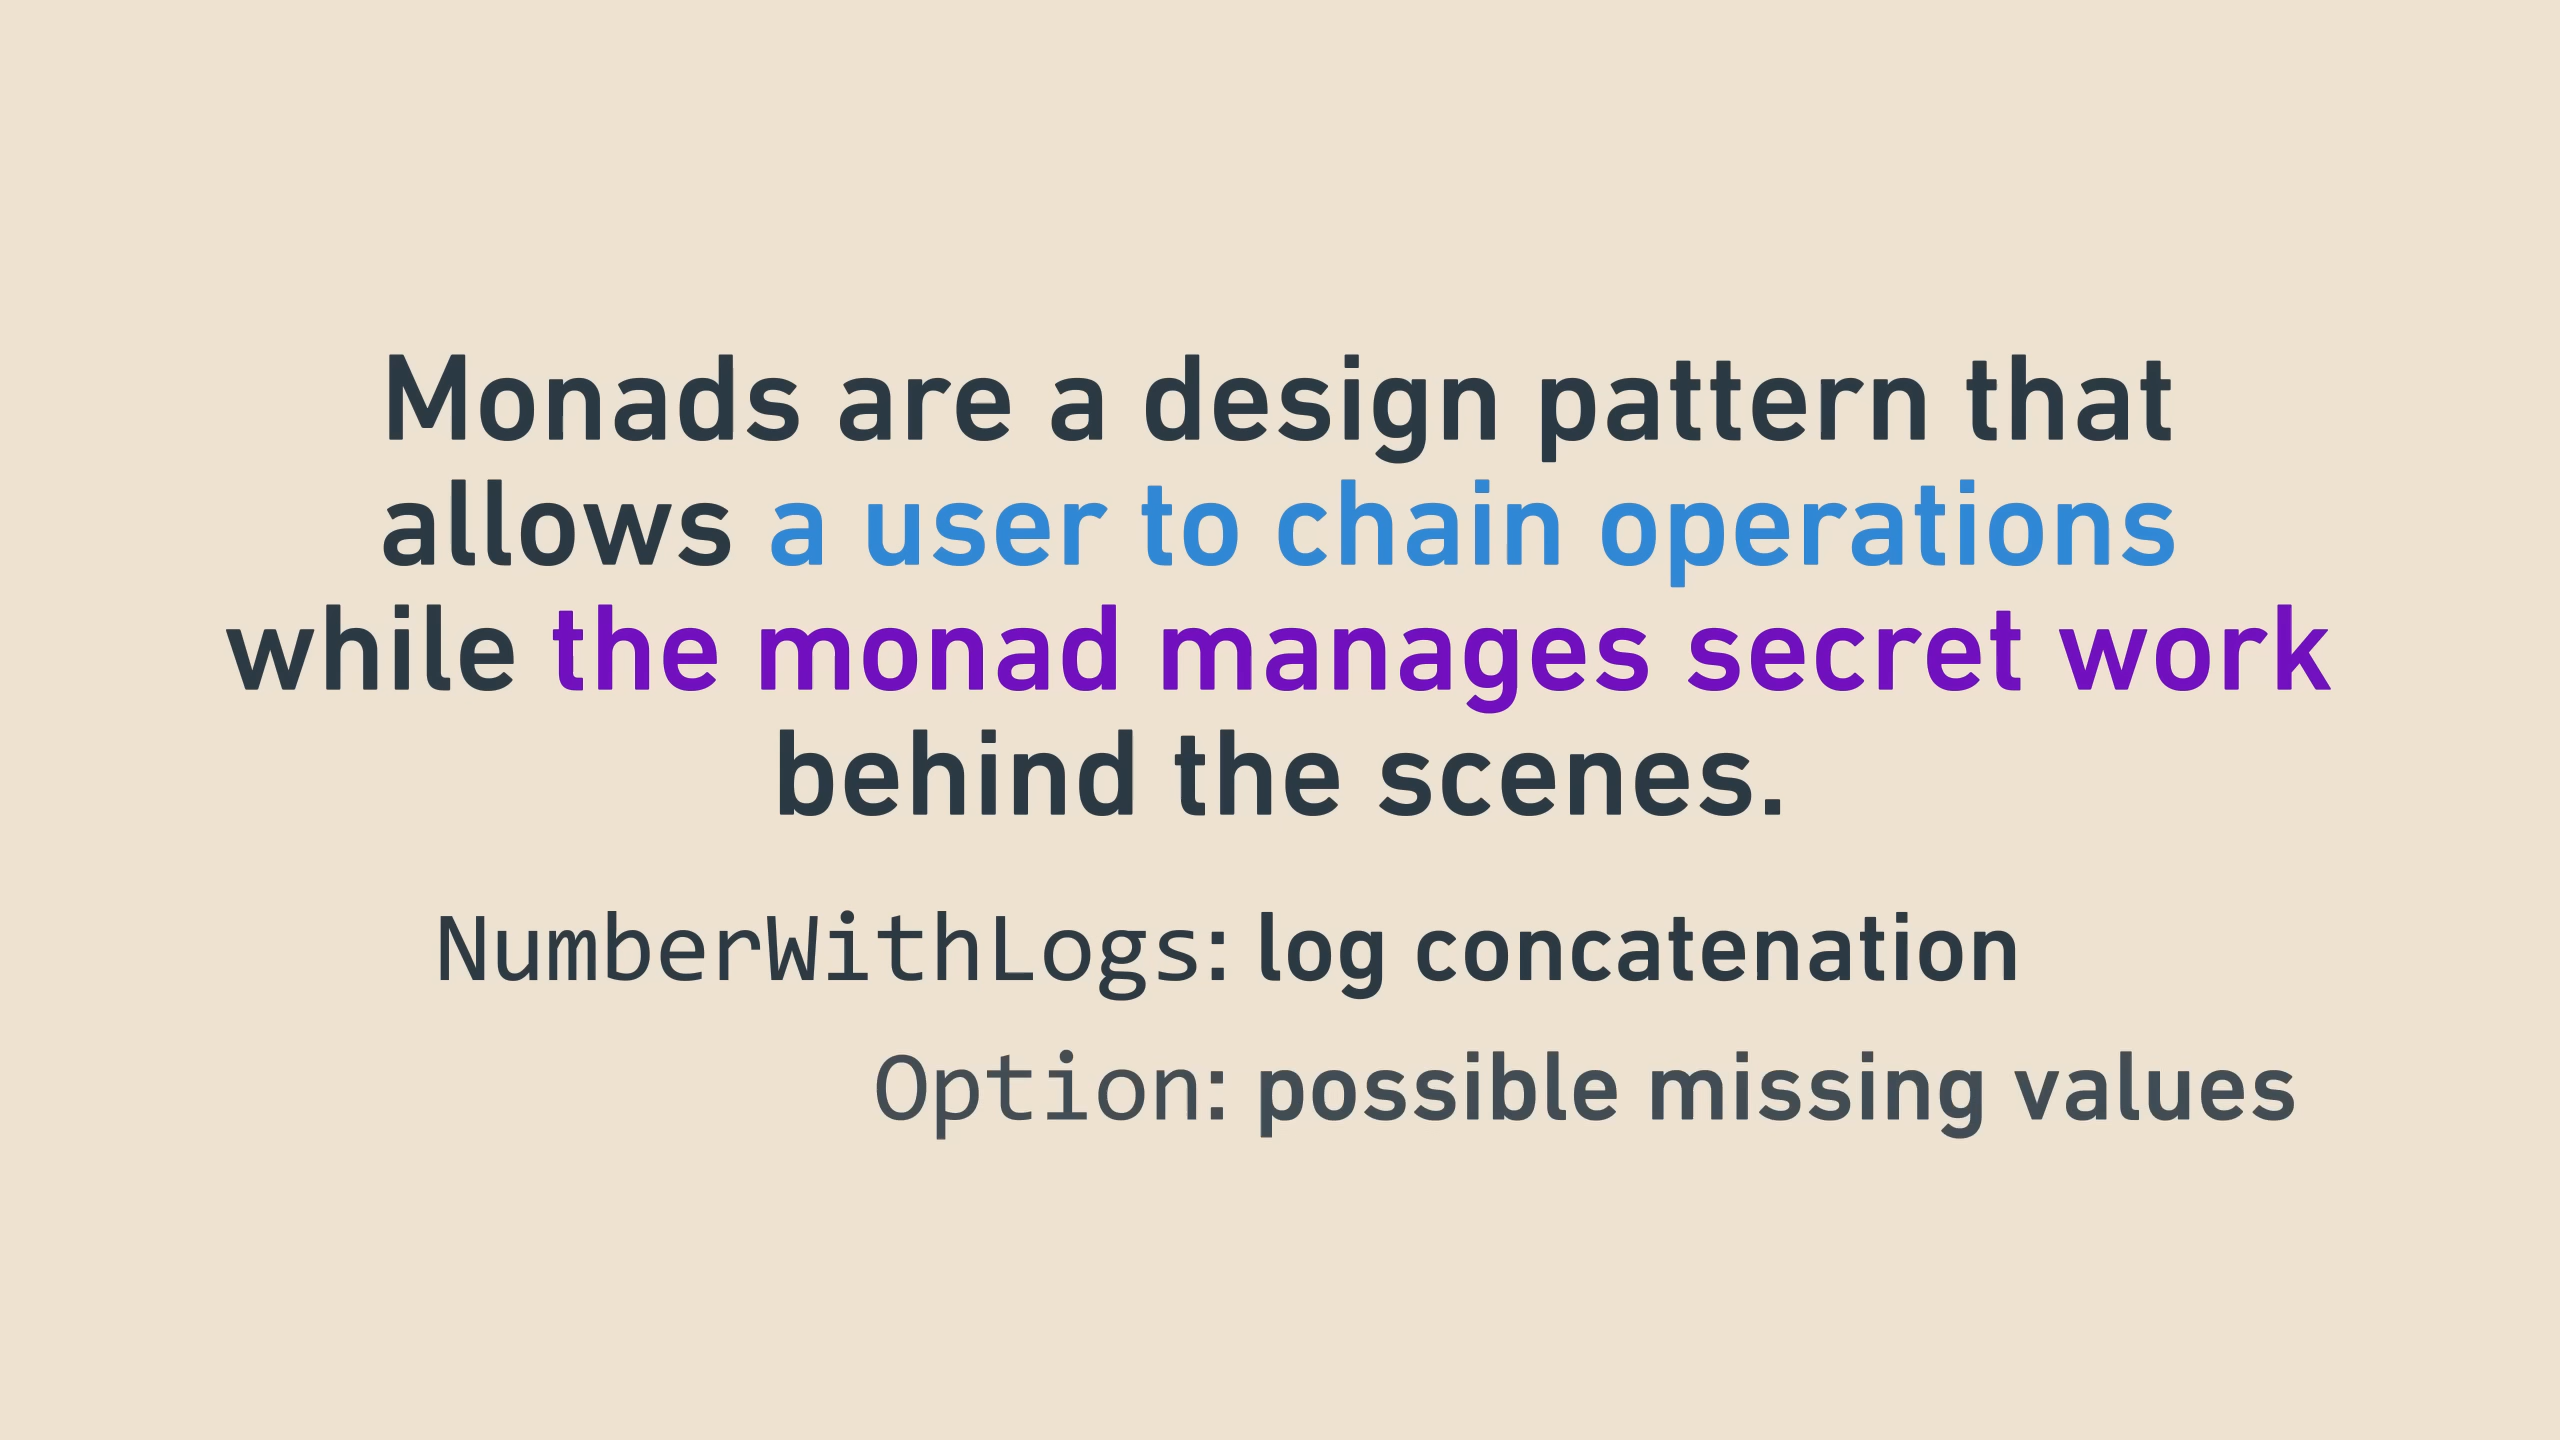 Monads are a design pattern that
allows a user to chain operations
while the monad manages secret work
behind the scenes.
NumberWithLogs: log concatenation
Option: possible missing values